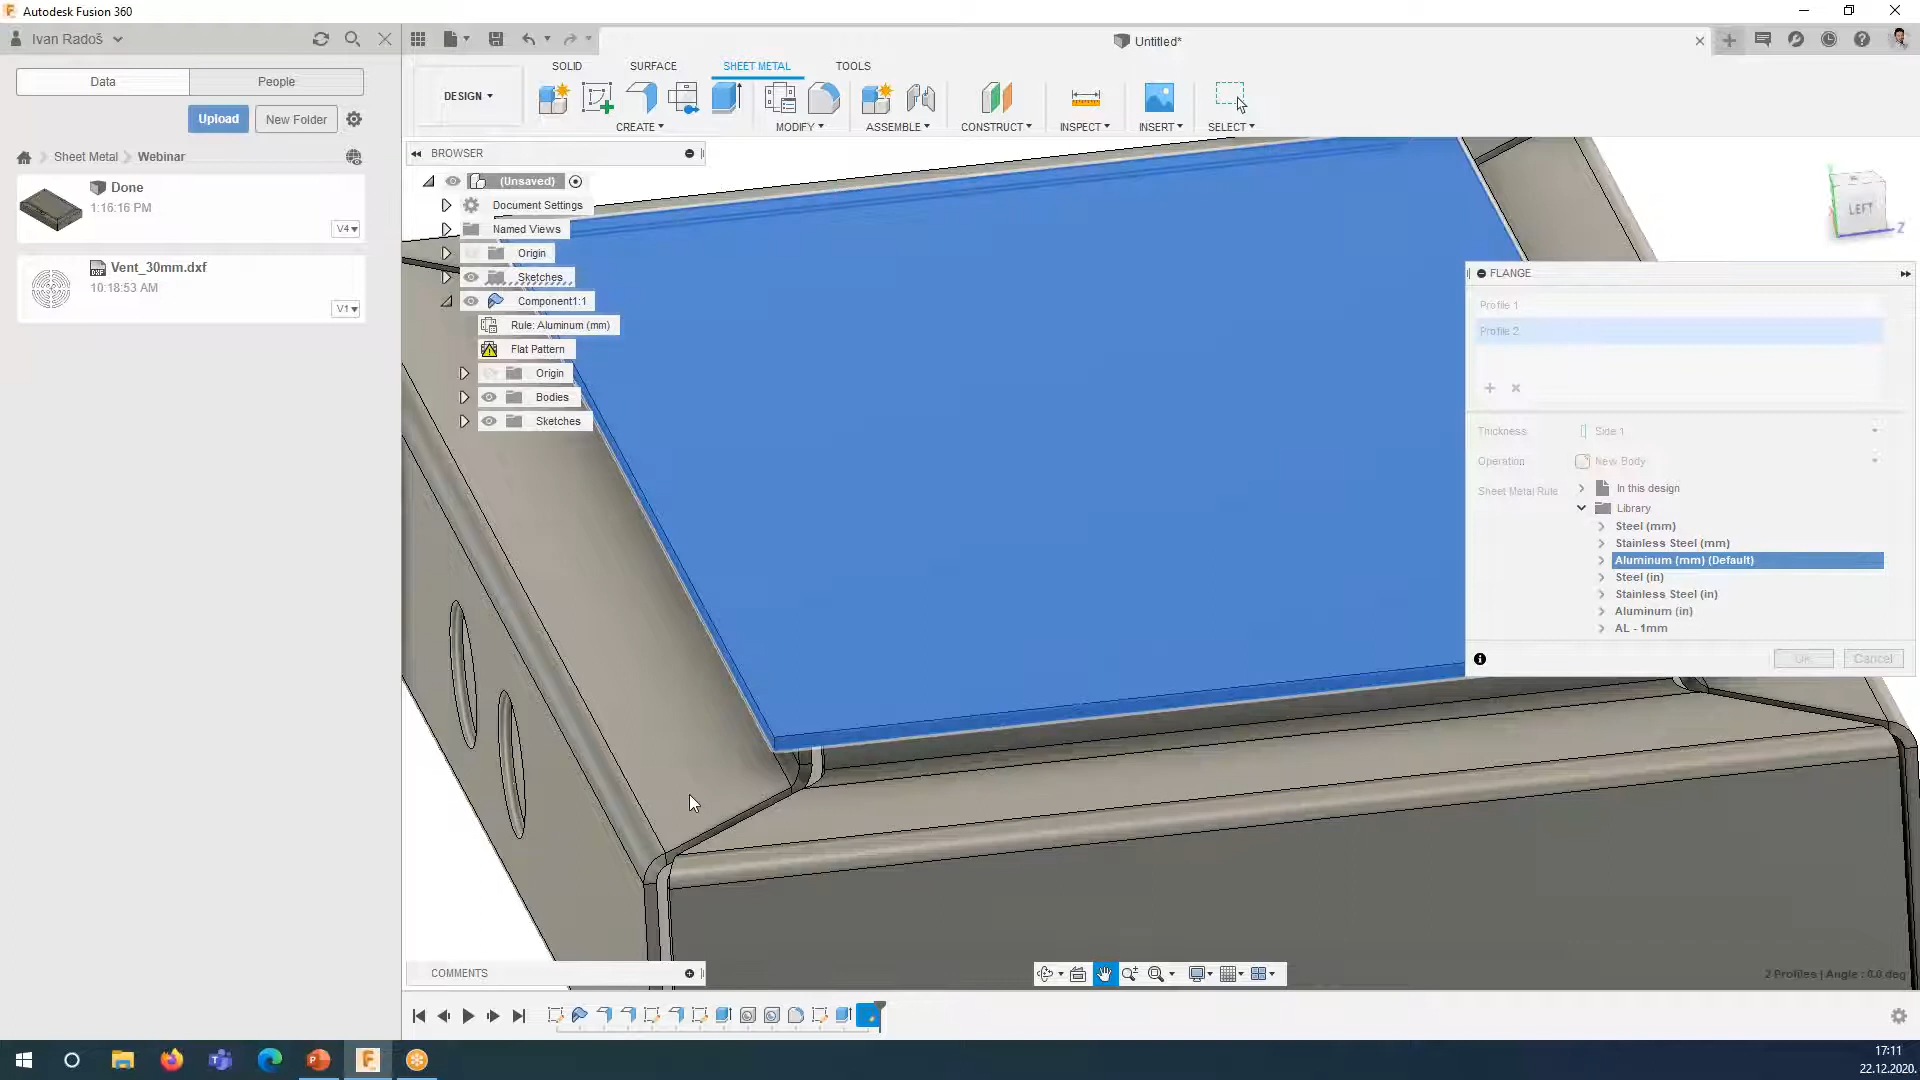 Autodesk Fusion 360
Ivan Radoš
Untitled*
Data
People
Upload
New Folder
Sheet Metal
Webinar
Done
1:16:16 PM
V4
Vent_30mm.dxf
10:18:53 AM
V1
DESIGN
SOLID
SURFACE
SHEET METAL
TOOLS
CREATE
MODIFY
ASSEMBLE
CONSTRUCT
INSPECT
INSERT
SELECT
BROWSER
(Unsaved)
Document Settings
Named Views
Origin
Sketches
Component1:1
Rule: Aluminum (mm)
Flat Pattern
Origin
Bodies
Sketches
LEFT
Z
FLANGE
Profile 1
Profile 2
Thickness
Side 1
Operation
New Body
Sheet Metal Rule
In this design
Library
Steel (mm)
Stainless Steel (mm)
Aluminum (mm) (Default)
Steel (in)
Stainless Steel (in)
Aluminum (in)
AL - 1mm
OK
Cancel
COMMENTS
2 Profiles | Angle : 0.0 deg
17:11
22.12.2020.